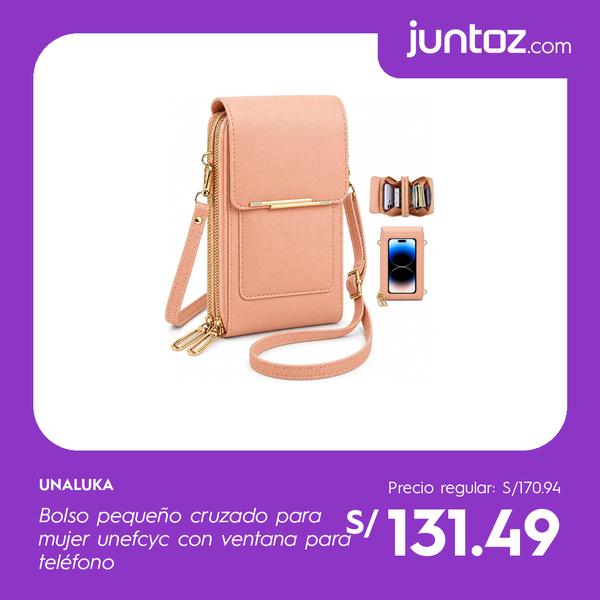 juntoz.com
UNALUKA
Bolso pequeño cruzado para
mujer unefcyc con ventana para
teléfono
Precio regular: S/170.94
S/131.49